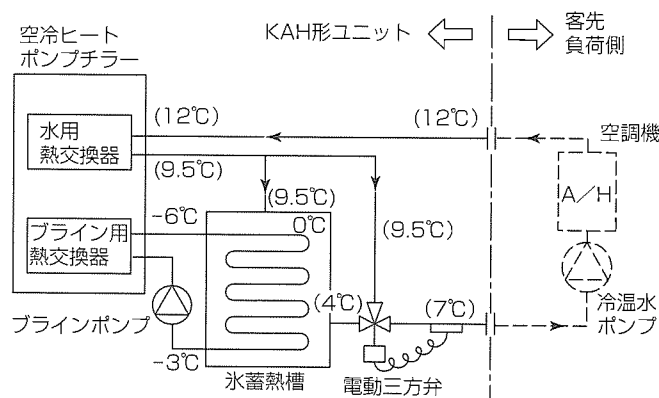 KAH形ユニット
客先
負荷側
空冷ヒート
ポンプチラー
水用
熱交換器
(12℃)
(12℃)
空調機
(9.5℃)
(9.5℃)
A/H
-6℃
0℃
(9.5℃)
ブライン用
熱交換器
(4℃)
(7℃)
冷温水
ポンプ
ブラインポンプ
-3℃
氷蓄熱槽
電動三方弁